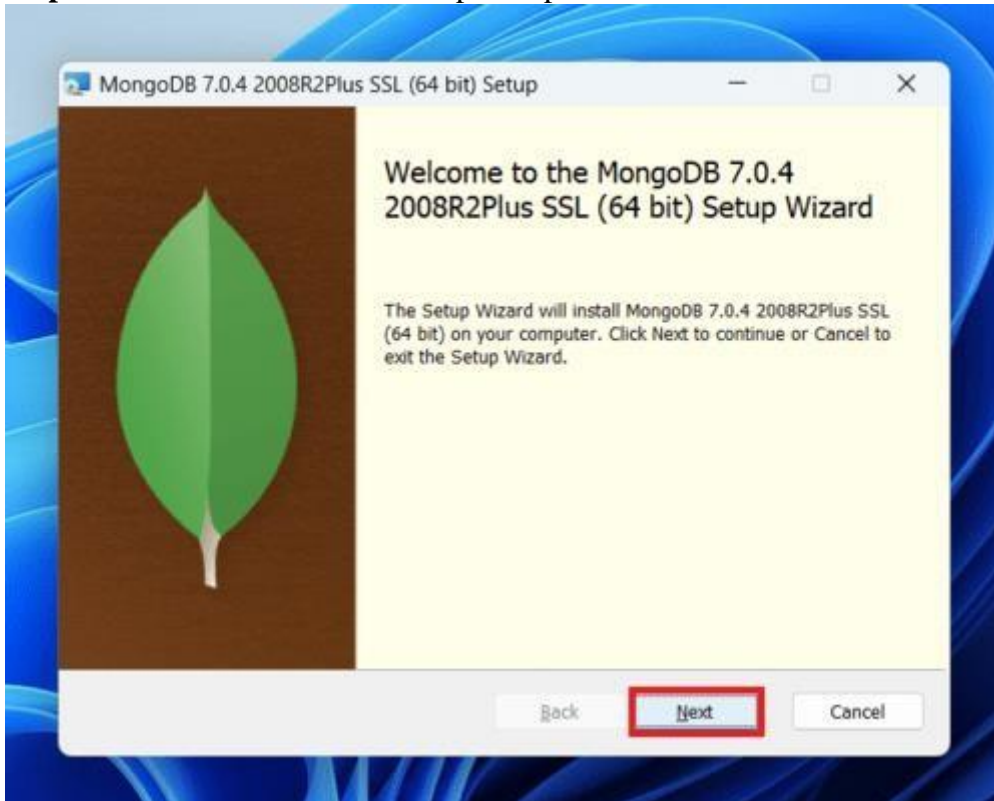 MongoDB 7.0.4 2008R2Plus SSL (64 bit) Setup
Welcome to the MongoDB 7.0.4
2008R2Plus SSL (64 bit) Setup Wizard
The Setup Wizard will install MongoDB 7.0.4 2008R2Plus SSL
(64 bit) on your computer. Click Next to continue or Cancel to
exit the Setup Wizard.
Back Next Cancel